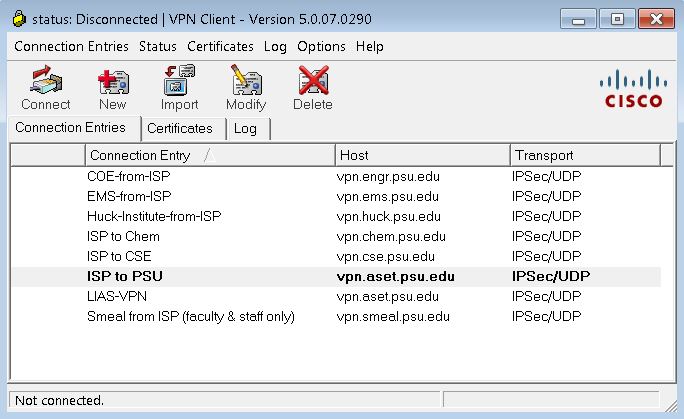 status: Disconnected | VPN Client - Version 5.0.07.0290
Connection Entries Status Certificates Log Options Help
Connect New Import Modify Delete
CISCO
Connection Entries Certificates Log
Connection Entry Host Transport
COE-from-ISP vpn.engr.psu.edu IPSec/UDP
EMS-from-ISP vpn.ems.psu.edu IPSec/UDP
Huck-Institute-from-ISP vpn.huck.psu.edu IPSec/UDP
ISP to Chem vpn.chem.psu.edu IPSec/UDP
ISP to CSE vpn.cse.psu.edu IPSec/UDP
ISP to PSU vpn.aset.psu.edu IPSec/UDP
LIAS-VPN vpn.aset.psu.edu IPSec/UDP
Smeal from ISP (faculty & staff only) vpn.smeal.psu.edu IPSec/UDP
Not connected.